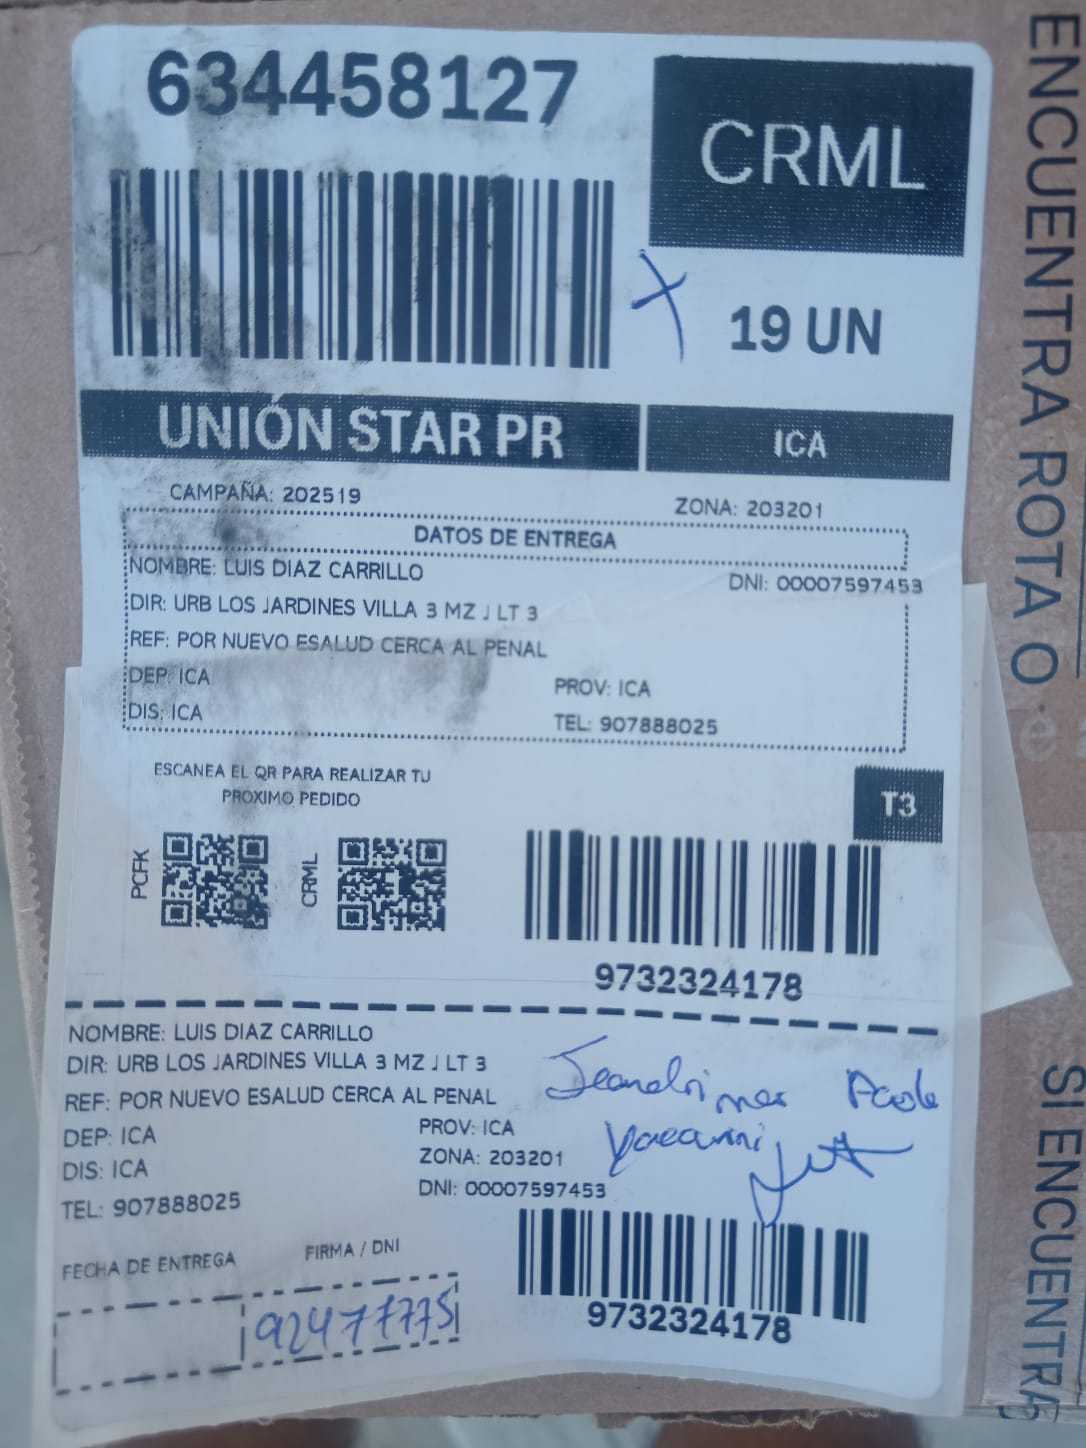 634458127
CRML
19 UN
UNIÓN STAR PR
ICA
CAMPAÑA: 202519
ZONA: 203201
DATOS DE ENTREGA
NOMBRE: LUIS DIAZ CARRILLO
DNI: 00007597453
DIR: URB LOS JARDINES VILLA 3 MZ J LT 3
REF: POR NUEVO ESALUD CERCA AL PENAL
DEP: ICA
PROV: ICA
DIS: ICA
TEL: 907888025
ESCANEA EL QR PARA REALIZAR TU
PROXIMO PEDIDO
T3
PCFK
CRML
9732324178
NOMBRE: LUIS DIAZ CARRILLO
DIR: URB LOS JARDINES VILLA 3 MZ J LT 3
REF: POR NUEVO ESALUD CERCA AL PENAL
DEP: ICA
PROV: ICA
DIS: ICA
ZONA: 203201
TEL: 907888025
DNI: 00007597453
FECHA DE ENTREGA
FIRMA / DNI
92477775
9732324178
ENCUENTRA ROTA O
SI ENCUENTRA